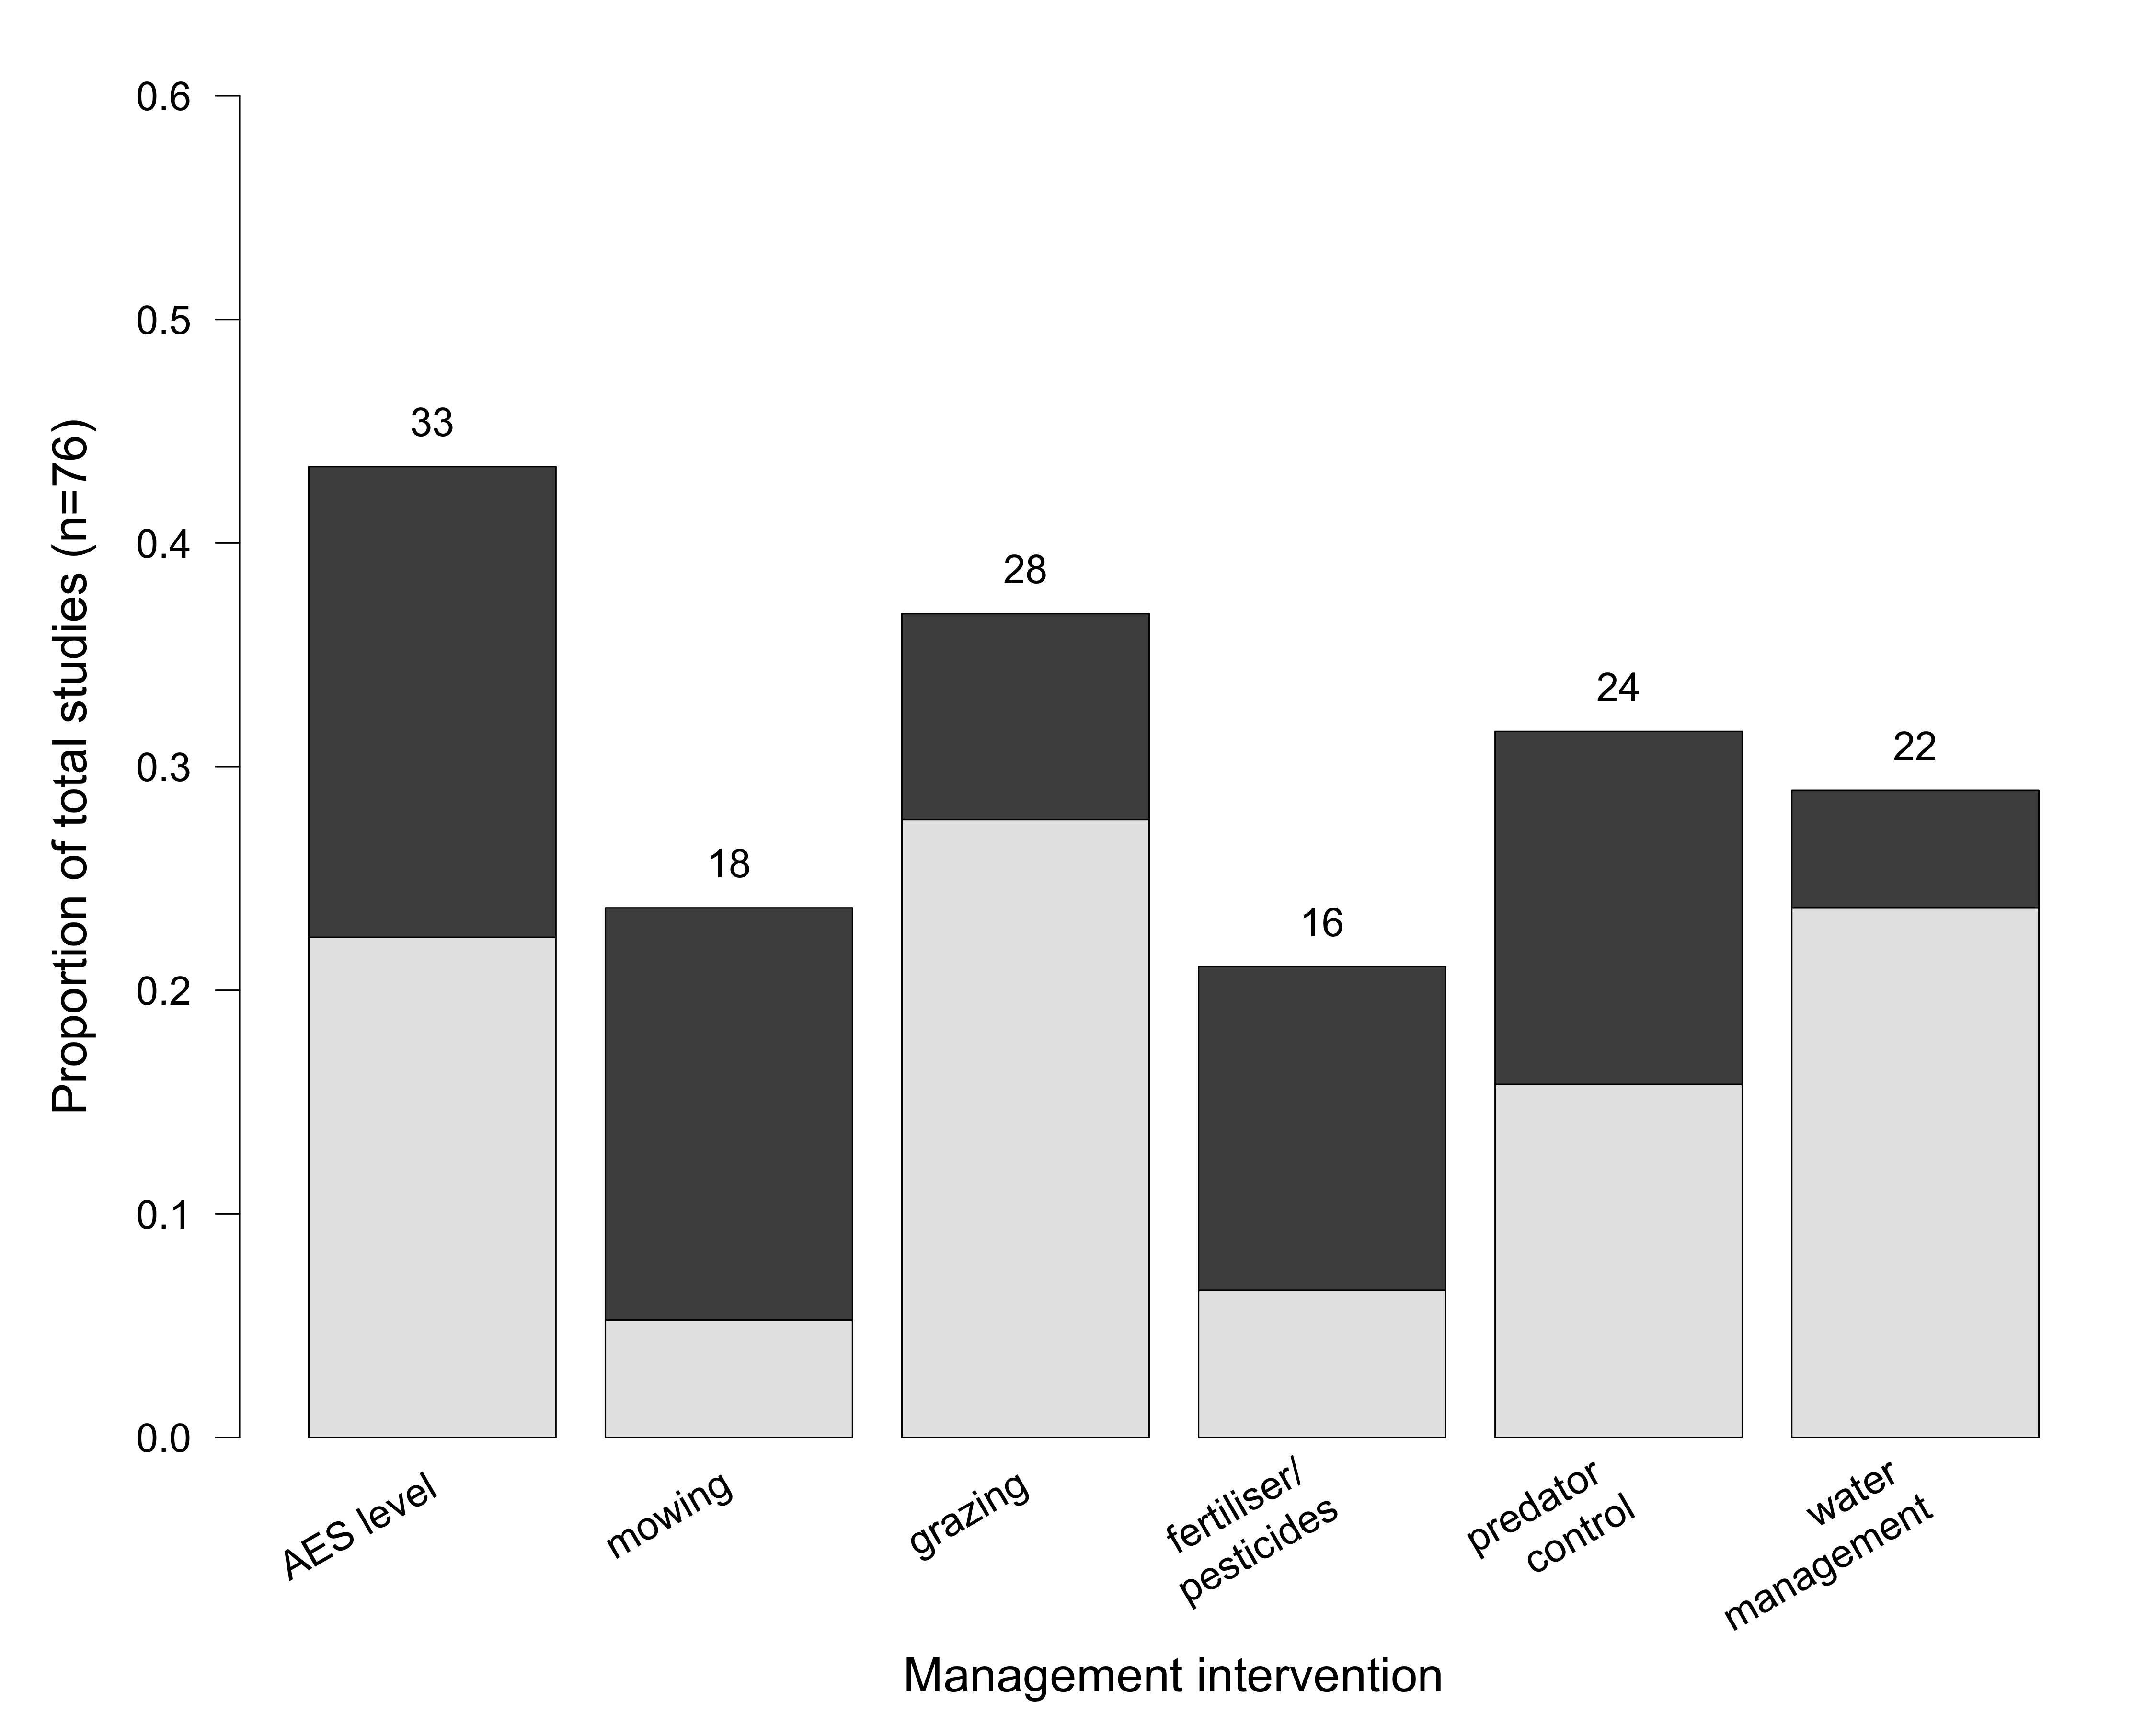 0.6
0.5
0.4
0.3
0.2
0.1
0.0
Proportion of total studies (n=76)
33
18
28
16
24
22
AES level
mowing
grazing
fertiliser/
pesticides
predator
control
water
management
Management intervention